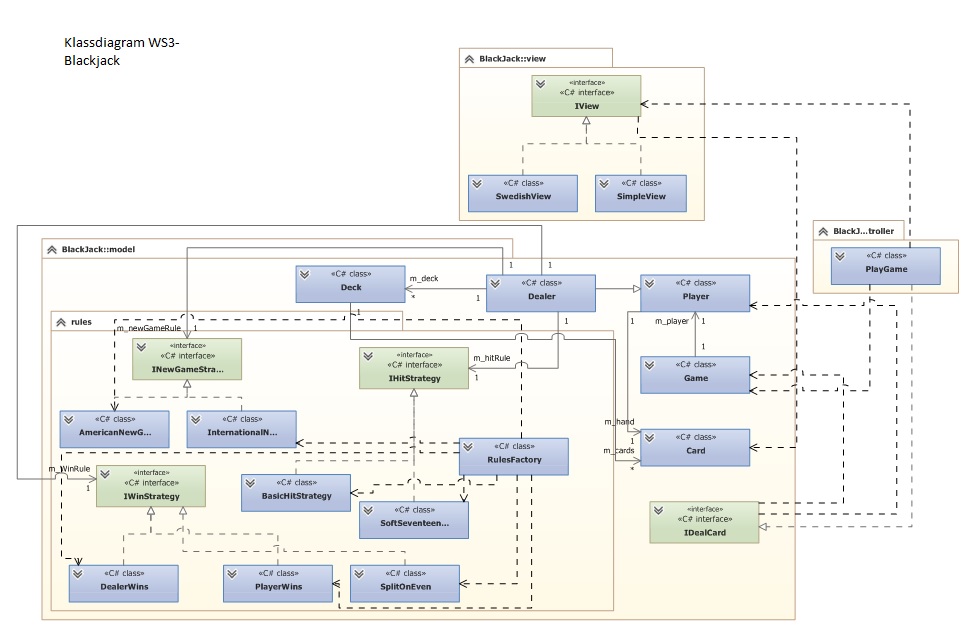 Klassdiagram WS3-
Blackjack
BlackJack::view
«interface»
«C# interface»
IView
«C# class»
SwedishView
«C# class»
SimpleView
BlackJ...troller
«C# class»
PlayGame
BlackJack::model
1
1
«C# class»
Deck
m_deck
*
1
«C# class»
Dealer
«C# class»
Player
1
1
1
m_player
1
rules
m_newGameRule
1
«interface»
«C# interface»
INewGameStra...
«interface»
«C# interface»
IHitStrategy
m_hitRule
1
1
«C# class»
Game
«C# class»
AmericanNewG...
«C# class»
InternationalN...
m_hand
1
«C# class»
Card
m_cards
*
«C# class»
RulesFactory
m_WinRule
1
«interface»
«C# interface»
IWinStrategy
«C# class»
BasicHitStrategy
«C# class»
SoftSeventeen...
«interface»
«C# interface»
IDealCard
«C# class»
DealerWins
«C# class»
PlayerWins
«C# class»
SplitOnEven